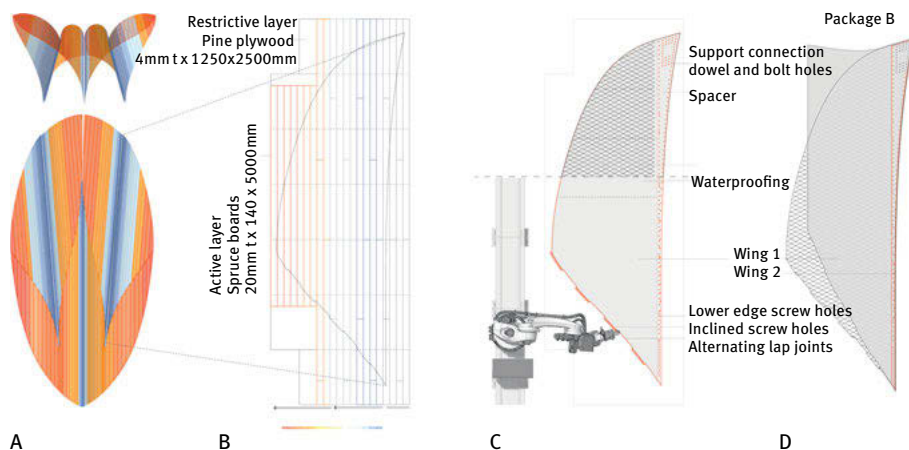 Restrictive layer
Pine plywood
4mm t x 1250x2500mm
Active layer
Spruce boards
20mm t x 140 x 5000mm
Package B
Support connection
dowel and bolt holes
Spacer
Waterproofing
Wing 1
Wing 2
Lower edge screw holes
Inclined screw holes
Alternating lap joints
A
B
C
D